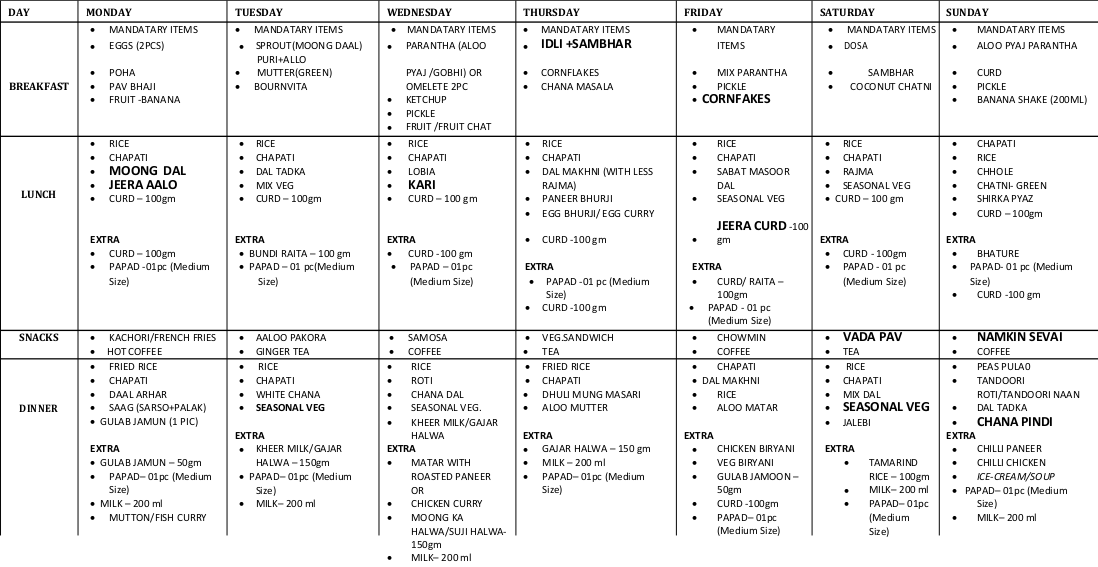 DAY MONDAY TUESDAY WEDNESDAY THURSDAY FRIDAY SATURDAY SUNDAY
BREAKFAST
• MANDATARY ITEMS
• EGGS (2PCS)
• POHA
• PAV BHAJI
• FRUIT -BANANA
• MANDATARY ITEMS
• SPROUT(MOONG DAAL)
PURI+ALLO
• MUTTER(GREEN)
• BOURNVITA
• MANDATARY ITEMS
• PARANTHA (ALOO
PYAJ /GOBHI) OR
OMELETE 2PC
• KETCHUP
• PICKLE
• FRUIT /FRUIT CHAT
• MANDATARY ITEMS
• IDLI +SAMBHAR
• CORNFLAKES
• CHANA MASALA
• MANDATARY
ITEMS
• MIX PARANTHA
• PICKLE
• CORNFAKES
• MANDATARY ITEMS
• DOSA
• SAMBHAR
• COCONUT CHATNI
• MANDATARY ITEMS
• ALOO PYAJ PARANTHA
• CURD
• PICKLE
• BANANA SHAKE (200ML)
LUNCH
• RICE
• CHAPATI
• MOONG DAL
• JEERA AALO
• CURD – 100gm
EXTRA
• CURD – 100gm
• PAPAD -01pc (Medium
Size)
• RICE
• CHAPATI
• DAL TADKA
• MIX VEG
• CURD – 100gm
EXTRA
• BUNDI RAITA – 100 gm
• PAPAD – 01 pc(Medium
Size)
• RICE
• CHAPATI
• LOBIA
• KARI
• CURD – 100 gm
EXTRA
• CURD -100 gm
• PAPAD – 01pc
(Medium Size)
• RICE
• CHAPATI
• DAL MAKHNI (WITH LESS
RAJMA)
• PANEER BHURJI
• EGG BHURJI/ EGG CURRY
• CURD -100 gm
EXTRA
• PAPAD -01 pc (Medium
Size)
• CURD -100 gm
• RICE
• CHAPATI
• SABAT MASOOR
DAL
• SEASONAL VEG
JEERA CURD -100
• gm
EXTRA
• CURD/ RAITA –
100gm
• PAPAD - 01 pc
(Medium Size)
• RICE
• CHAPATI
• RAJMA
• SEASONAL VEG
• CURD – 100 gm
EXTRA
• CURD - 100gm
• PAPAD - 01 pc
(Medium Size)
• CHAPATI
• RICE
• CHHOLE
• CHATNI- GREEN
• SHIRKA PYAZ
• CURD – 100gm
EXTRA
• BHATURE
• PAPAD- 01 pc (Medium
Size)
• CURD -100 gm
SNACKS
• KACHORI/FRENCH FRIES
• HOT COFFEE
• AALOO PAKORA
• GINGER TEA
• SAMOSA
• COFFEE
• VEG.SANDWICH
• TEA
• CHOWMIN
• COFFEE
• VADA PAV
• TEA
• NAMKIN SEVAI
• COFFEE
DINNER
• FRIED RICE
• CHAPATI
• DAAL ARHAR
• SAAG (SARSO+PALAK)
• GULAB JAMUN (1 PIC)
EXTRA
• GULAB JAMUN – 50gm
• PAPAD– 01pc (Medium
Size)
• MILK – 200 ml
• MUTTON/FISH CURRY
• RICE
• CHAPATI
• WHITE CHANA
• SEASONAL VEG
EXTRA
• KHEER MILK/GAJAR
HALWA – 150gm
• PAPAD– 01pc (Medium
Size)
• MILK– 200 ml
• RICE
• ROTI
• CHANA DAL
• SEASONAL VEG.
• KHEER MILK/GAJAR
HALWA
EXTRA
• MATAR WITH
ROASTED PANEER
OR
• CHICKEN CURRY
• MOONG KA
HALWA/SUJI HALWA-
150gm
• MILK– 200 ml
• FRIED RICE
• CHAPATI
• DHULI MUNG MASARI
• ALOO MUTTER
EXTRA
• GAJAR HALWA – 150 gm
• MILK – 200 ml
• PAPAD– 01pc (Medium
Size)
• CHAPATI
• DAL MAKHNI
• RICE
• ALOO MATAR
EXTRA
• CHICKEN BIRYANI
• VEG BIRYANI
• GULAB JAMOON –
50gm
• CURD -100gm
• PAPAD– 01pc
(Medium Size)
• RICE
• CHAPATI
• MIX DAL
• SEASONAL VEG
• JALEBI
EXTRA
• TAMARIND
RICE – 100gm
• MILK– 200 ml
• PAPAD– 01pc
(Medium
Size)
• PEAS PULA0
• TANDOORI
ROTI/TANDOORI NAAN
• DAL TADKA
• CHANA PINDI
EXTRA
• CHILLI PANEER
• CHILLI CHICKEN
• ICE-CREAM/SOUP
• PAPAD– 01pc (Medium
Size)
• MILK– 200 ml